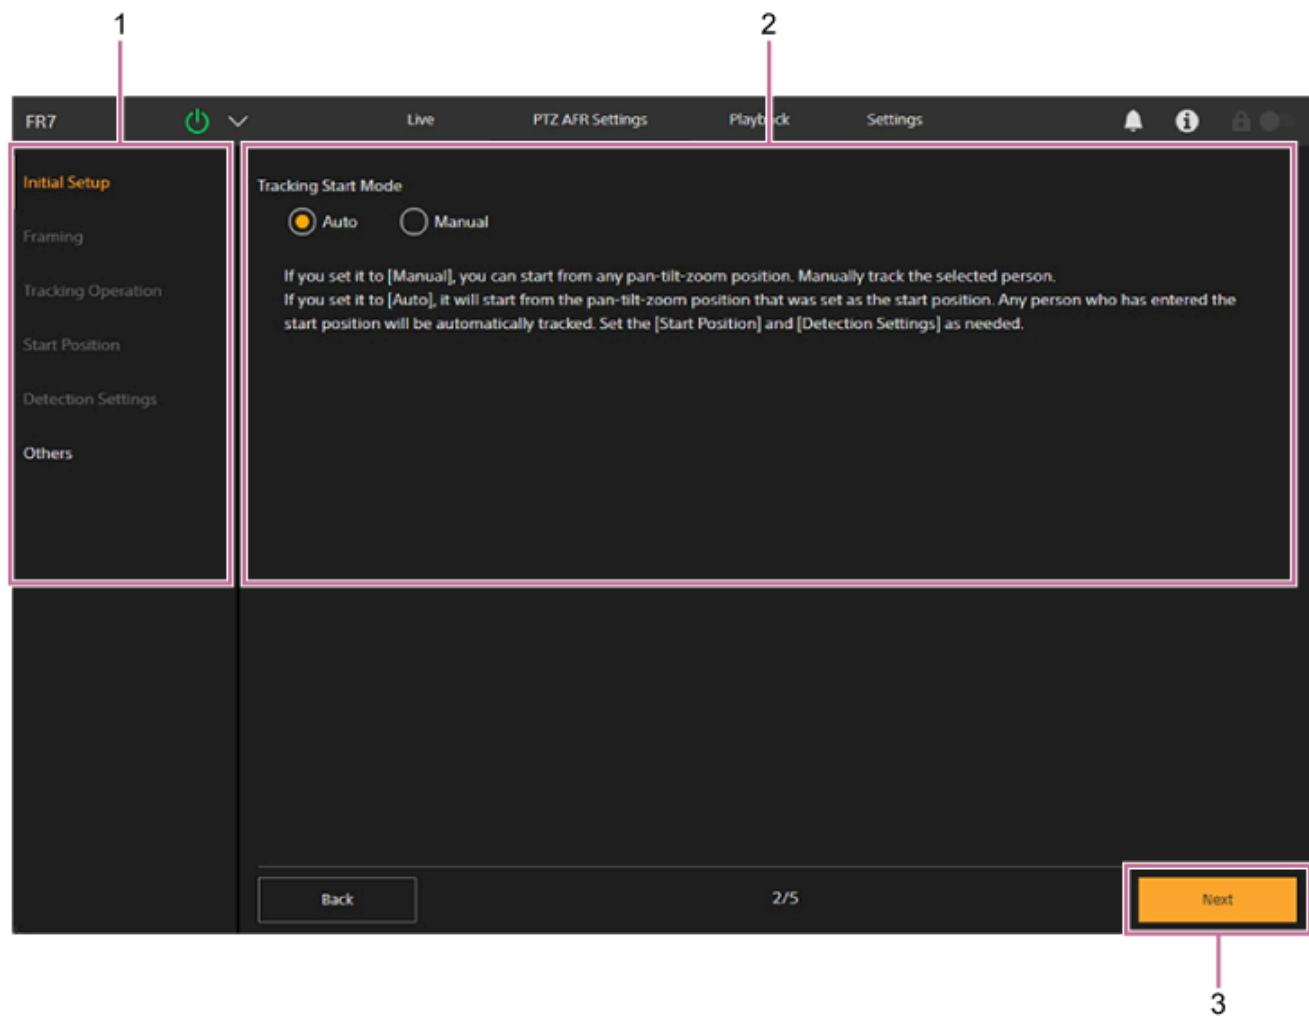 1
2
FR7
Live
PTZ AFR Settings
Playback
Settings
Initial Setup
Framing
Tracking Operation
Start Position
Detection Settings
Others
Tracking Start Mode
Auto
Manual
If you set it to [Manual], you can start from any pan-tilt-zoom position. Manually track the selected person.
If you set it to [Auto], it will start from the pan-tilt-zoom position that was set as the start position. Any person who has entered the
start position will be automatically tracked. Set the [Start Position] and [Detection Settings] as needed.
Back
2/5
Next
3